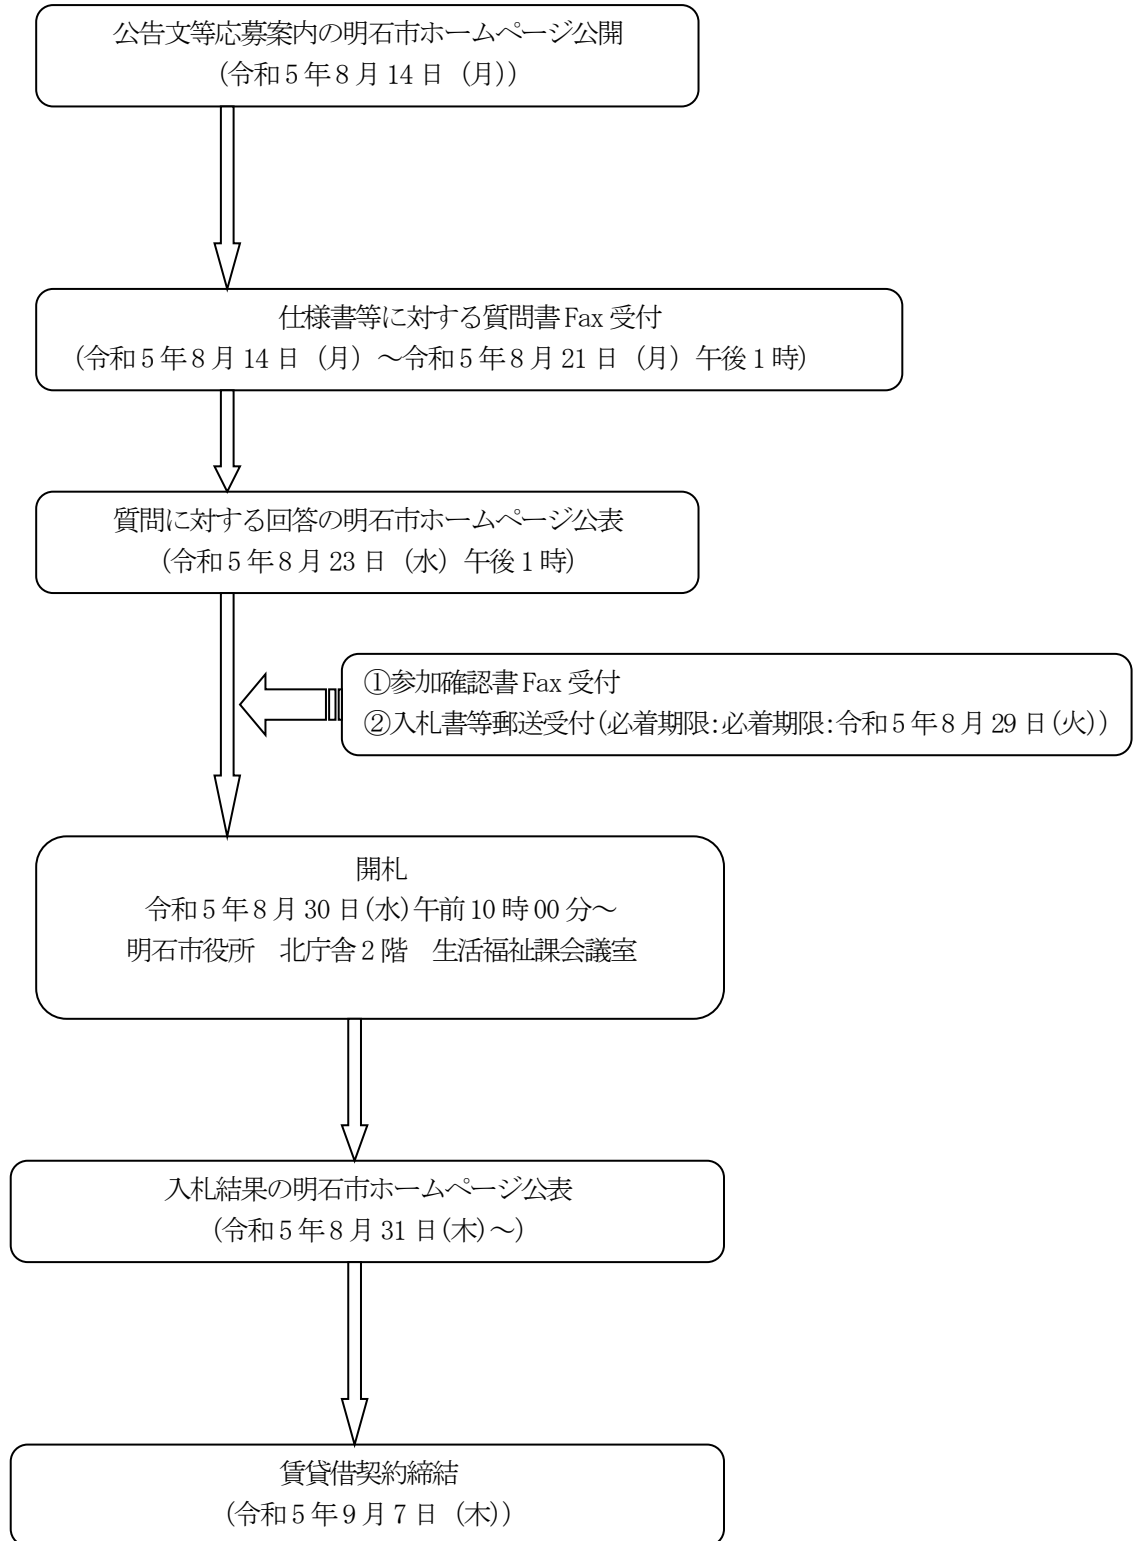 公告文等応募案内の明石市ホームページ公開
(令和5年8月14日（月））
仕様書等に対する質問書Fax受付
（令和5年8月14日（月）～令和5年8月21日（月）午後1時）
質問に対する回答の明石市ホームページ公表
(令和5年8月23日（水）午後1時)
①参加確認書Fax受付
②入札書等郵送受付(必着期限:必着期限:令和5年8月29日(火))
開札
令和5年8月30日(水)午前10時00分～
明石市役所　北庁舎2階　生活福祉課会議室
入札結果の明石市ホームページ公表
(令和5年8月31日(木)～)
賃貸借契約締結
(令和5年9月7日（木））